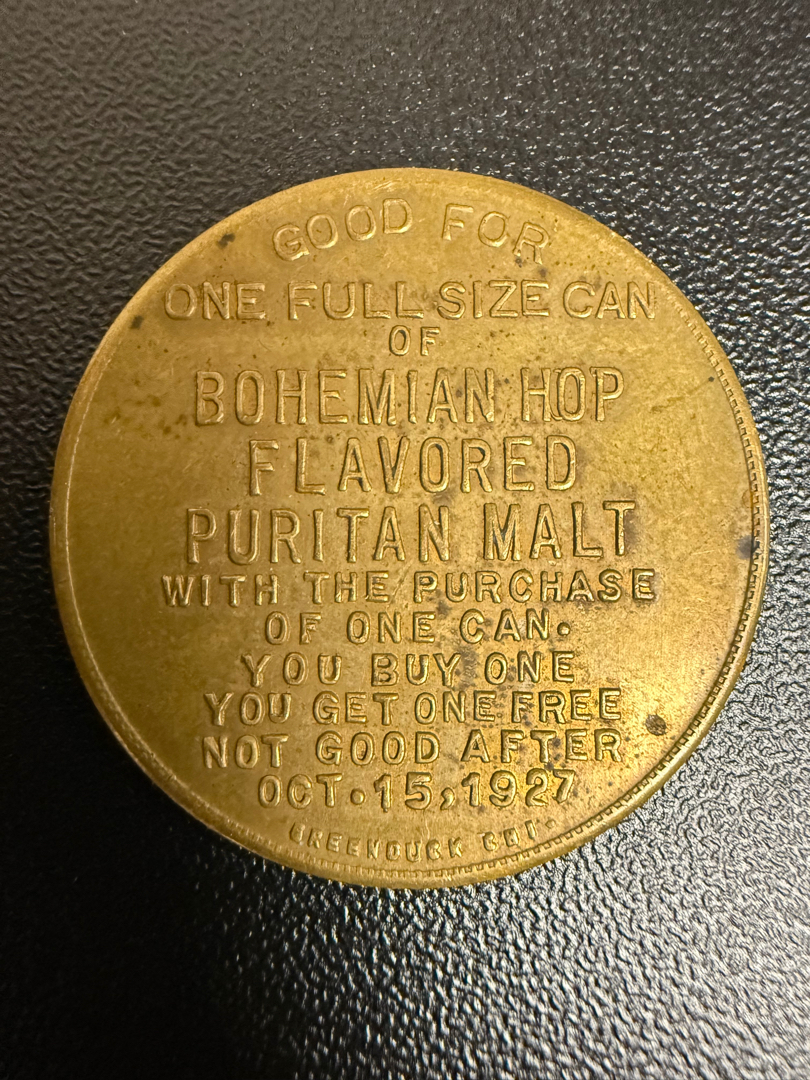 GOOD FOR
ONE FULL SIZE CAN
OF
BOHEMIAN HOP
FLAVORED
PURITAN MALT
WITH THE PURCHASE
OF ONE CAN.
YOU BUY ONE
YOU GET ONE FREE
NOT GOOD AFTER
OCT. 15, 1927
GREENDUCK CHI.